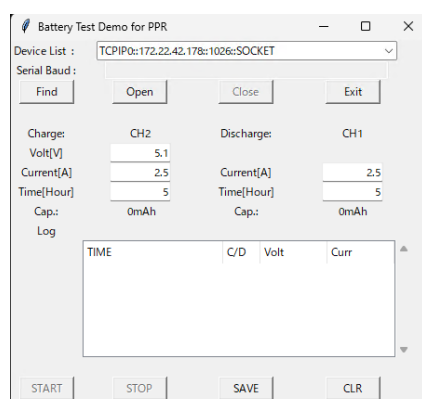 Battery Test Demo for PPR
Device List : TCPIP0::172.22.42.178::1026::SOCKET
Serial Baud :
Find Open Close Exit
Charge: CH2 Discharge: CH1
Volt[V] 5.1
Current[A] 2.5 Current[A] 2.5
Time[Hour] 5 Time[Hour] 5
Cap.: 0mAh Cap.: 0mAh
Log
TIME C/D Volt Curr
START STOP SAVE CLR